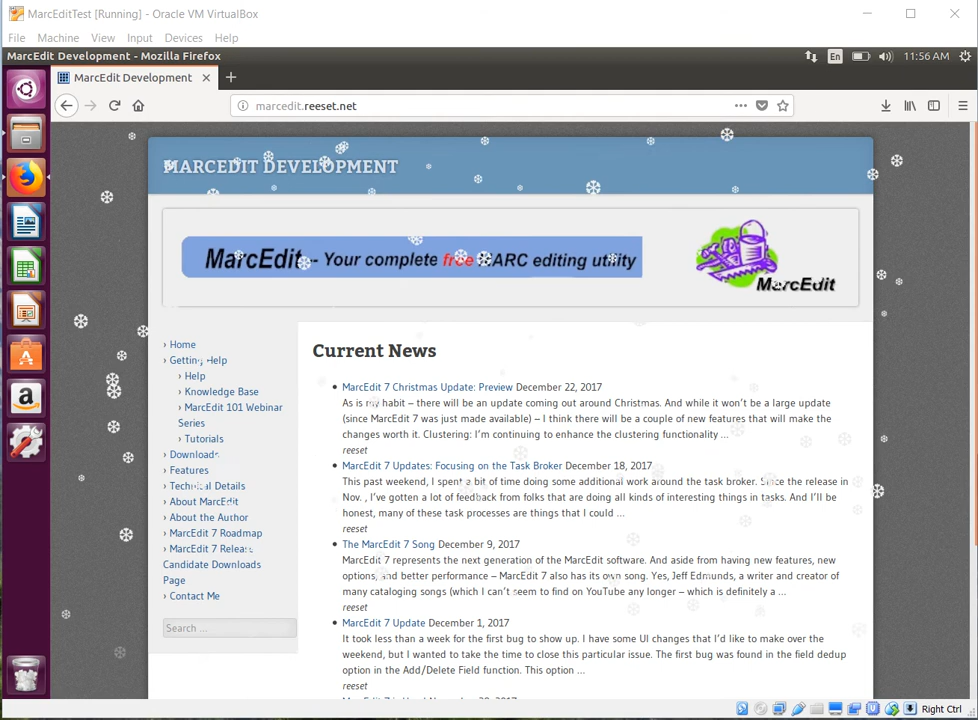 MarcEditTest [Running] - Oracle VM VirtualBox
File Machine View Input Devices Help
MarcEdit Development - Mozilla Firefox
En
11:56 AM
MarcEdit Development
marcedit.reeset.net
MARCEDIT DEVELOPMENT
MarcEdit - Your complete free MARC editing utility
MarcEdit
› Home
› Getting Help
› Help
› Knowledge Base
› MarcEdit 101 Webinar
Series
› Tutorials
› Downloads
› Features
› Technical Details
› About MarcEdit
› About the Author
› MarcEdit 7 Roadmap
› MarcEdit 7 Release
Candidate Downloads
Page
› Contact Me
Search ...
Current News
• MarcEdit 7 Christmas Update: Preview December 22, 2017
As is my habit – there will be an update coming out around Christmas. And while it won't be a large update
(since MarcEdit 7 was just made available) – I think there will be a couple of new features that will make the
changes worth it. Clustering: I'm continuing to enhance the clustering functionality ...
reeset
• MarcEdit 7 Updates: Focusing on the Task Broker December 18, 2017
This past weekend, I spent a bit of time doing some additional work around the task broker. Since the release in
Nov. , I've gotten a lot of feedback from folks that are doing all kinds of interesting things in tasks. And I'll be
honest, many of these task processes are things that I could ...
reeset
• The MarcEdit 7 Song December 9, 2017
MarcEdit 7 represents the next generation of the MarcEdit software. And aside from having new features, new
options, and better performance – MarcEdit 7 also has its own song. Yes, Jeff Edmunds, a writer and creator of
many cataloging songs (which I can't seem to find on YouTube any longer – which is definitely a ...
reeset
• MarcEdit 7 Update December 1, 2017
It took less than a week for the first bug to show up. I have some UI changes that I'd like to make over the
weekend, but I wanted to take the time to close this particular issue. The first bug was found in the field dedup
option in the Add/Delete Field function. This option ...
reeset
Right Ctrl